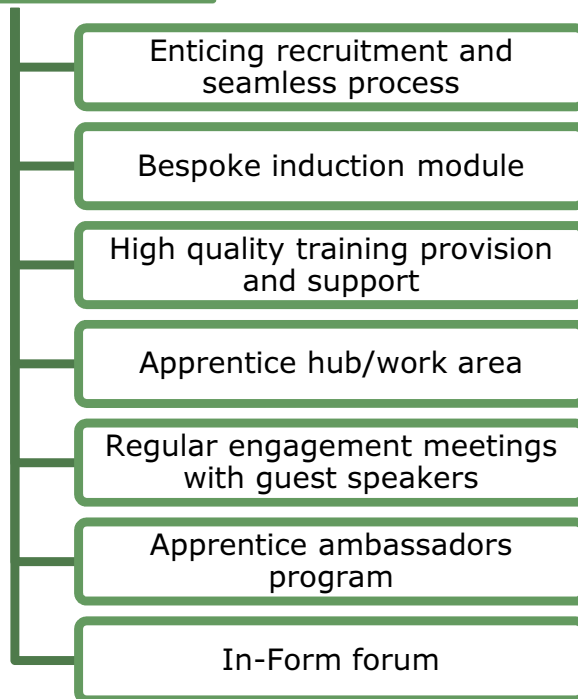 Enticing recruitment and
seamless process
Bespoke induction module
High quality training provision
and support
Apprentice hub/work area
Regular engagement meetings
with guest speakers
Apprentice ambassadors
program
In-Form forum